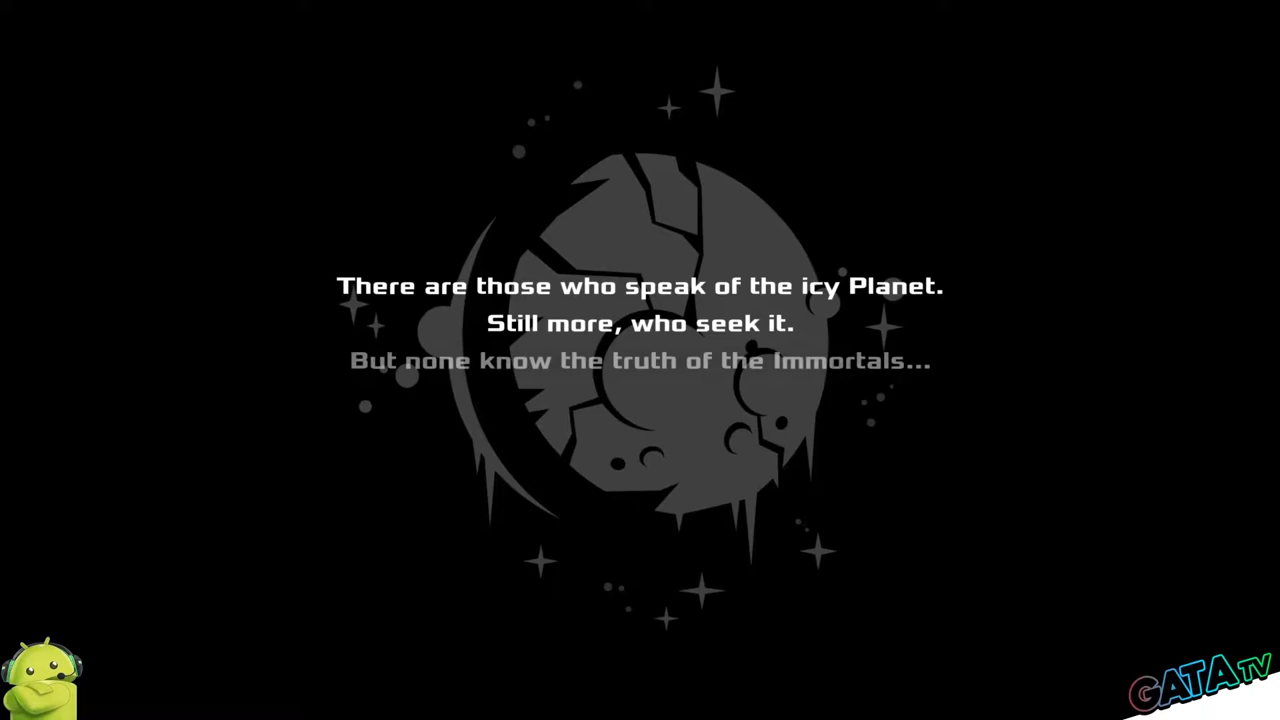 There are those who speak of the icy Planet.
Still more, who seek it.
But none know the truth of the Immortals...
GATA TV